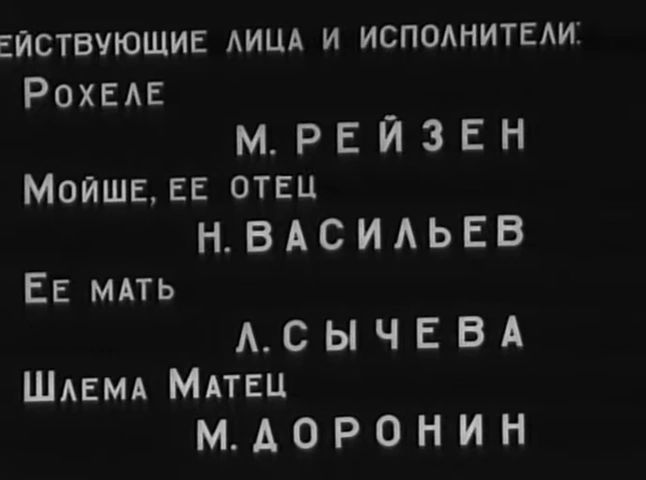 ЕЙСТВУЮЩИЕ ЛИЦА И ИСПОЛНИТЕЛИ:
РОХЕЛЕ
М. РЕЙЗЕН
МОЙШЕ, ЕЕ ОТЕЦ
Н. ВАСИЛЬЕВ
ЕЕ МАТЬ
Л. СЫЧЕВА
ШЛЕМА МАТЕЦ
М. ДОРОНИН